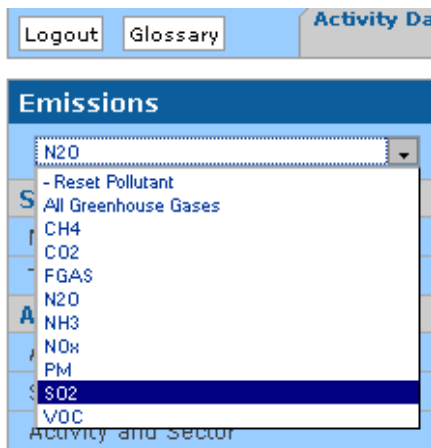 Logout Glossary Activity Da
Emissions
N2O
- Reset Pollutant
All Greenhouse Gases
CH4
CO2
FGAS
N2O
NH3
NOx
PM
SO2
VOC
Activity and Sector